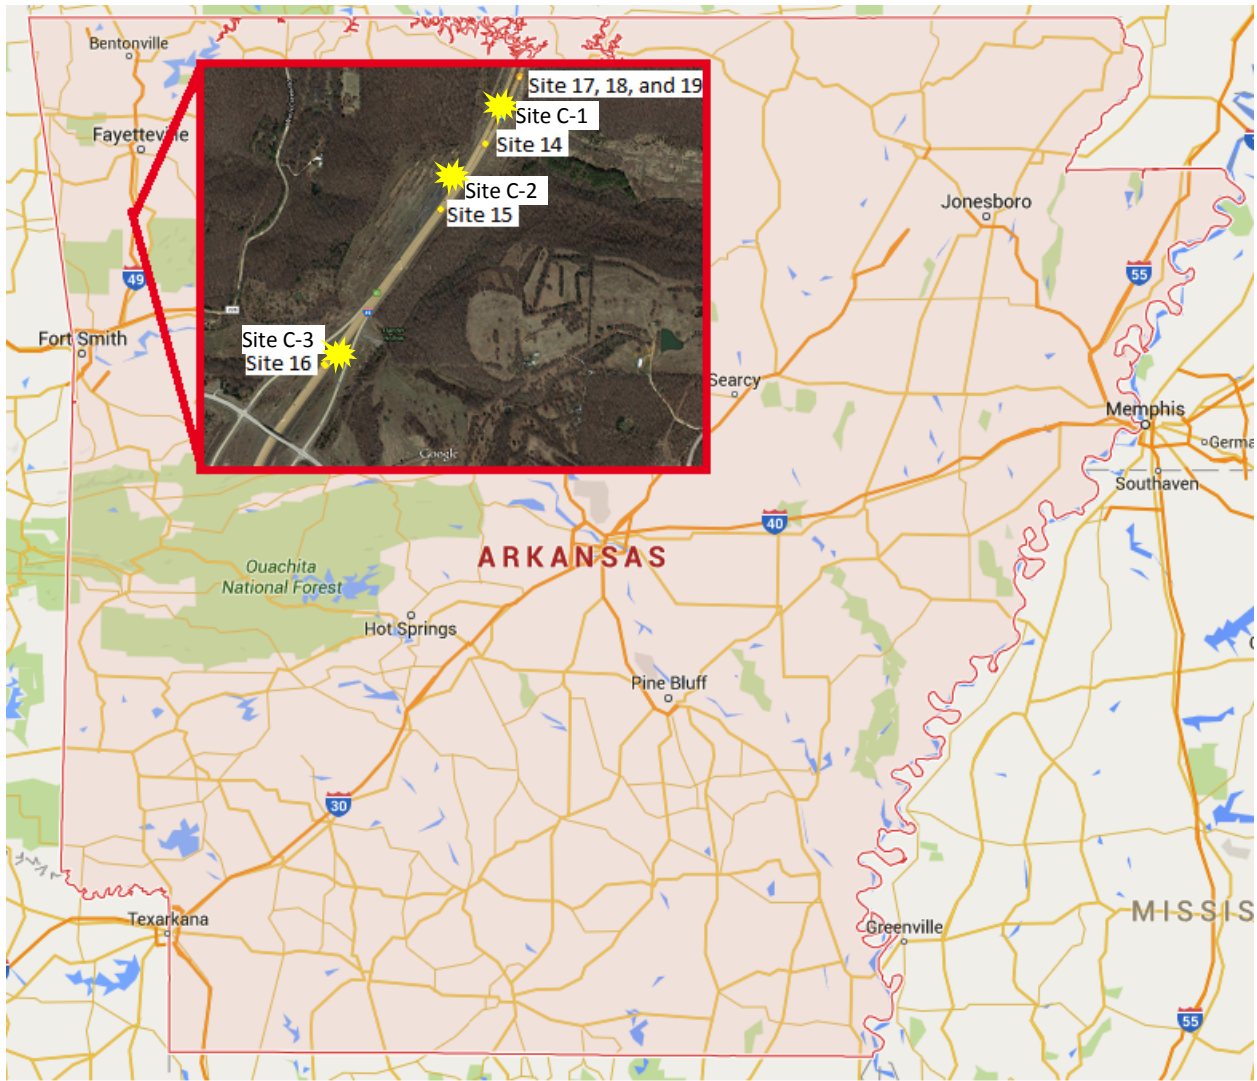 Bentonville
Site 17, 18, and 19
Site C-1
Fayetteville
Site 14
Site C-2
Jonesboro
Site 15
49
55
Fort Smith
Site C-3
Site 16
Searcy
Memphis
Germa
Google
Southaven
40
ARKANSAS
Ouachita
National Forest
Hot Springs
Pine Bluff
30
MISSIS
Texarkana
Greenville
55